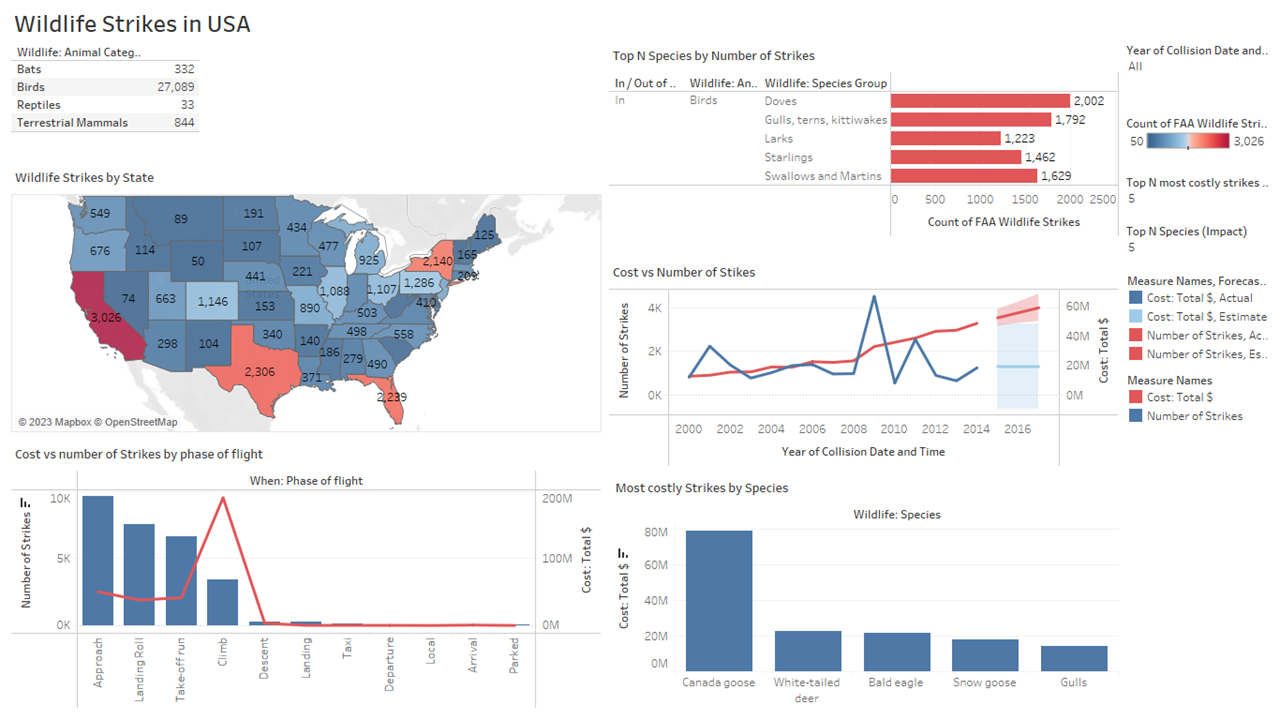 Wildlife Strikes in USA
Wildlife: Animal Categ..
Bats 332
Birds 27,089
Reptiles 33
Terrestrial Mammals 844
Wildlife Strikes by State
549 89 191 434 477 925 125
676 114 50 107 221 2,140 165
3,026 74 663 1,146 441 153 1,088 890 1,107 1,286 209
503 410
298 104 340 140 498 558
2,306 371 186 279 490
2,239
© 2023 Mapbox © OpenStreetMap
Cost vs number of Strikes by phase of flight
When: Phase of flight
Number of Strikes
10K
5K
0K
200M
100M
0M
Cost: Total $
Approach
Landing Roll
Take-off run
Climb
Descent
Landing
Taxi
Departure
Local
Arrival
Parked
Top N Species by Number of Strikes
In / Out of .. Wildlife: An.. Wildlife: Species Group
In Birds Doves 2,002
Gulls, terns, kittiwakes 1,792
Larks 1,223
Starlings 1,462
Swallows and Martins 1,629
0 500 1000 1500 2000 2500
Count of FAA Wildlife Strikes
Cost vs Number of Stikes
Number of Strikes
4K
2K
0K
60M
40M
20M
0M
Cost: Total $
2000 2002 2004 2006 2008 2010 2012 2014 2016
Year of Collision Date and Time
Most costly Strikes by Species
Wildlife: Species
Cost: Total $
80M
60M
40M
20M
0M
Canada goose
White-tailed
deer
Bald eagle
Snow goose
Gulls
Year of Collision Date and..
All
Count of FAA Wildlife Stri..
50 3,026
Top N most costly strikes ..
5
Top N Species (Impact)
5
Measure Names, Forecas..
Cost: Total $, Actual
Cost: Total $, Estimate
Number of Strikes, Ac..
Number of Strikes, Es..
Measure Names
Cost: Total $
Number of Strikes